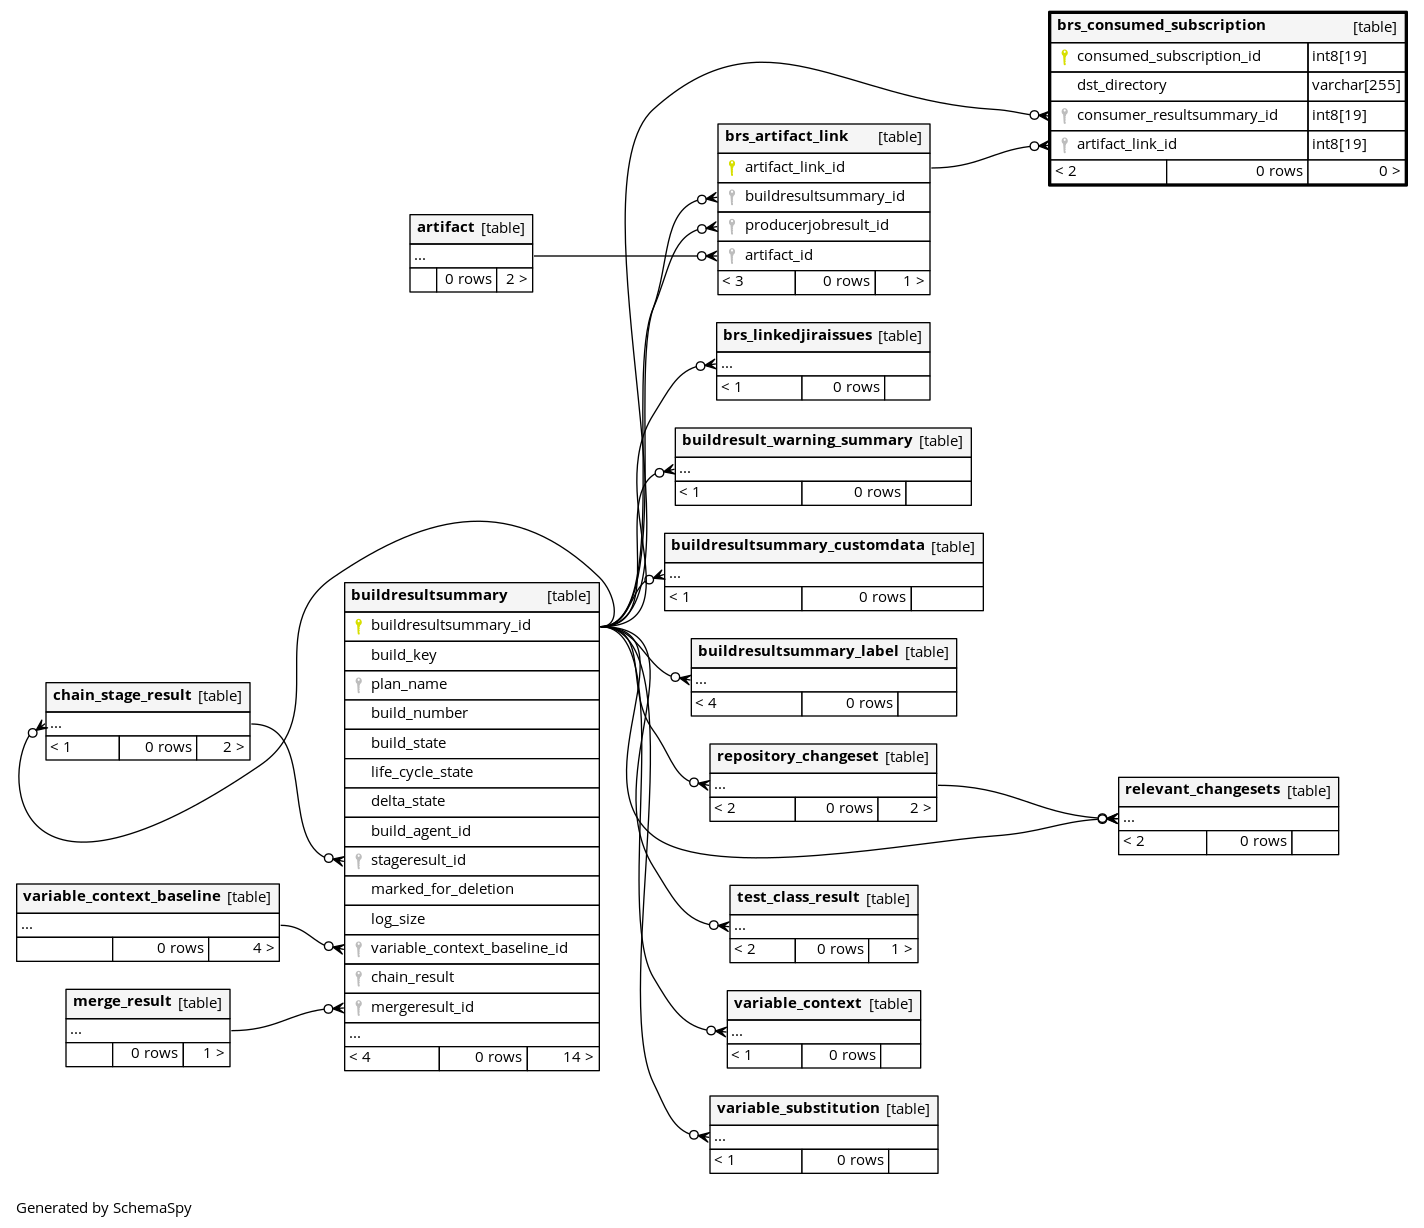 brs_consumed_subscription [table]
consumed_subscription_id int8[19]
dst_directory varchar[255]
consumer_resultsummary_id int8[19]
artifact_link_id int8[19]
< 2 0 rows 0 >
brs_artifact_link [table]
artifact_link_id
buildresultsummary_id
producerjobresult_id
artifact_id
< 3 0 rows 1 >
artifact [table]
...
0 rows 2 >
brs_linkedjiraissues [table]
...
< 1 0 rows
buildresult_warning_summary [table]
...
< 1 0 rows
buildresultsummary_customdata [table]
...
< 1 0 rows
buildresultsummary [table]
buildresultsummary_id
build_key
plan_name
build_number
build_state
life_cycle_state
delta_state
build_agent_id
stageresult_id
marked_for_deletion
log_size
variable_context_baseline_id
chain_result
mergeresult_id
...
< 4 0 rows 14 >
buildresultsummary_label [table]
...
< 4 0 rows
chain_stage_result [table]
...
< 1 0 rows 2 >
repository_changeset [table]
...
< 2 0 rows 2 >
relevant_changesets [table]
...
< 2 0 rows
variable_context_baseline [table]
...
0 rows 4 >
test_class_result [table]
...
< 2 0 rows 1 >
merge_result [table]
...
0 rows 1 >
variable_context [table]
...
< 1 0 rows
variable_substitution [table]
...
< 1 0 rows
Generated by SchemaSpy